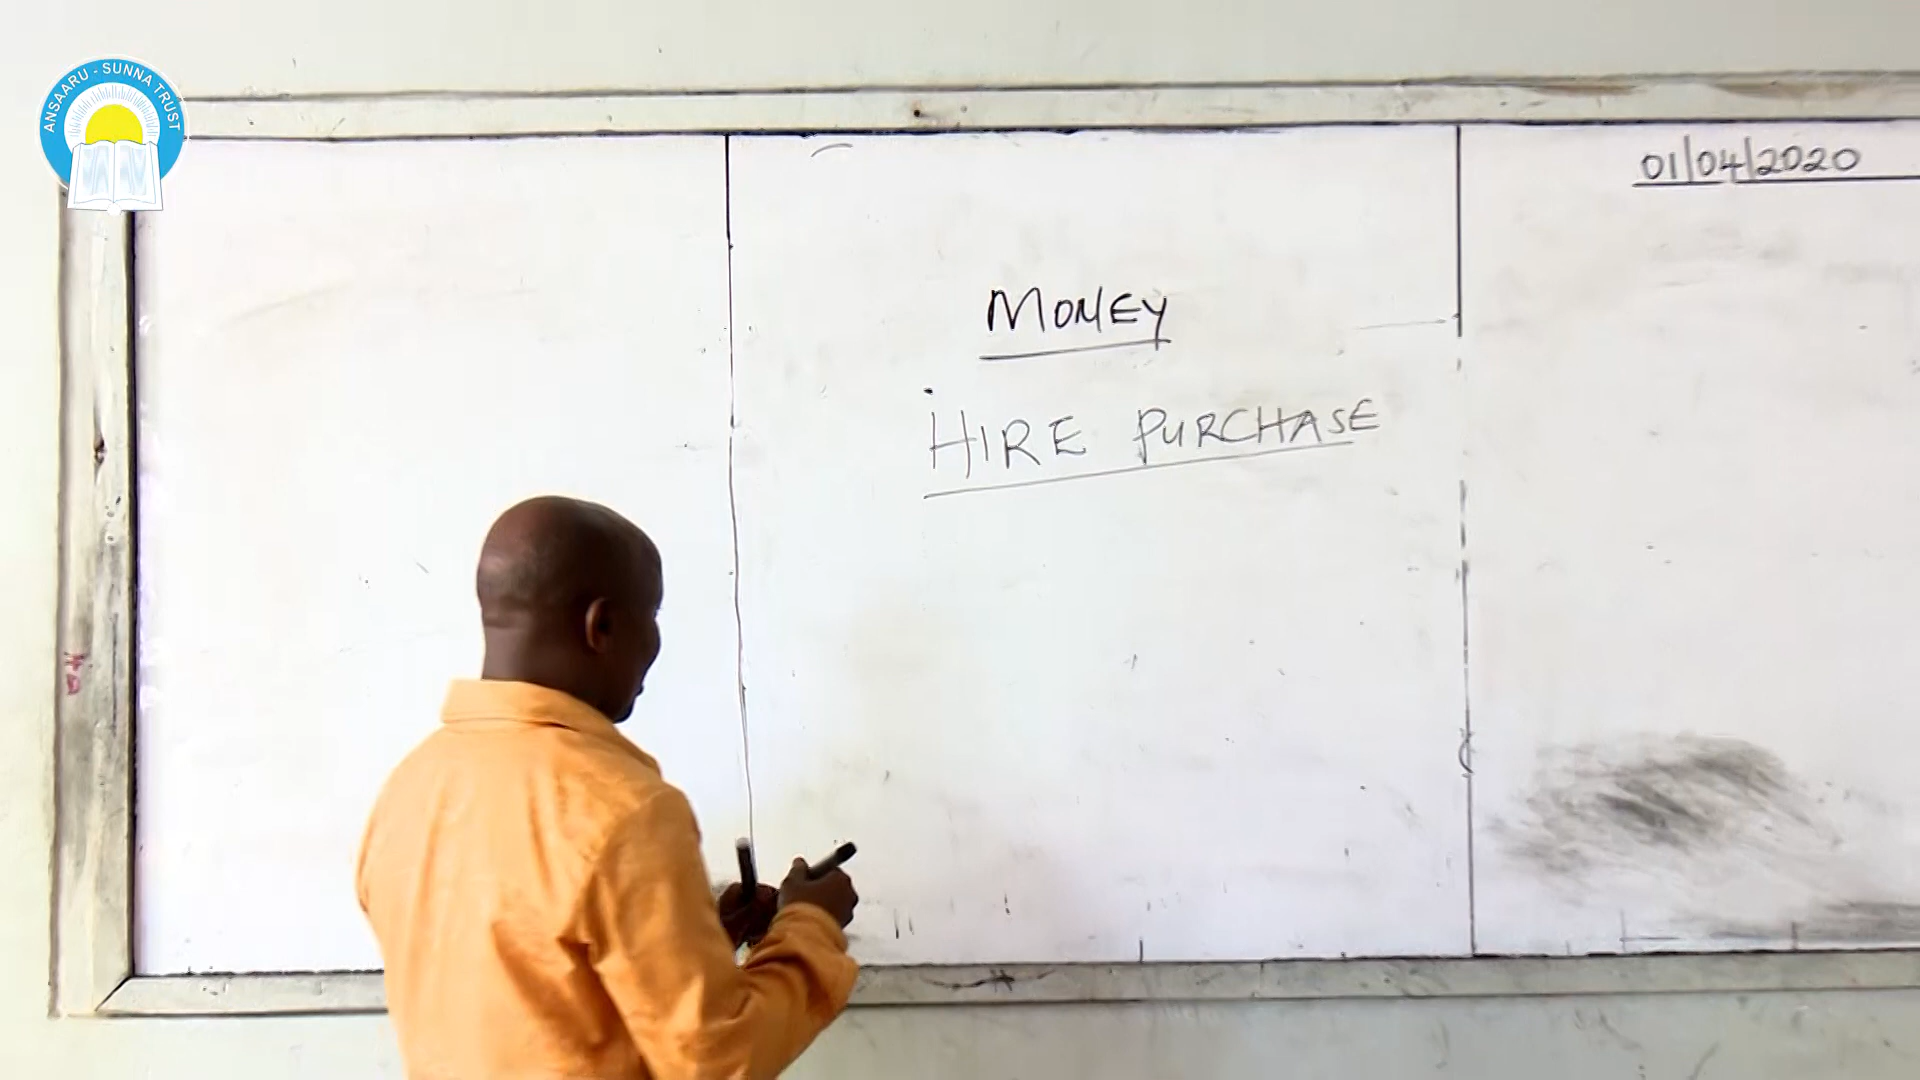 ANSAARU - SUNNA TRUST
01/04/2020
MONEY
HIRE PURCHASE